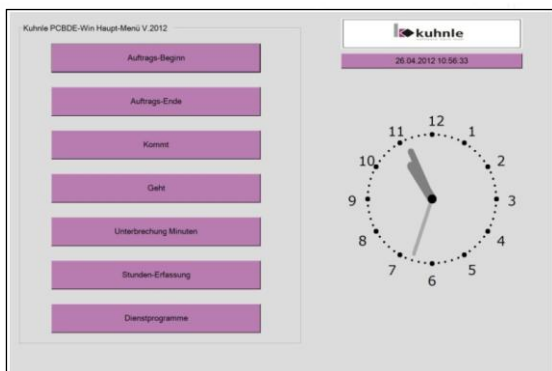 Kuhnle PCBDE-Win Haupt-Menü V.2012
Auftrags-Beginn
Auftrags-Ende
Kommt
Geht
Unterbrechung Minuten
Stunden-Erfassung
Dienstprogramme
kuhnle
26.04.2012 10:56:33
12
1
2
3
4
5
6
7
8
9
10
11